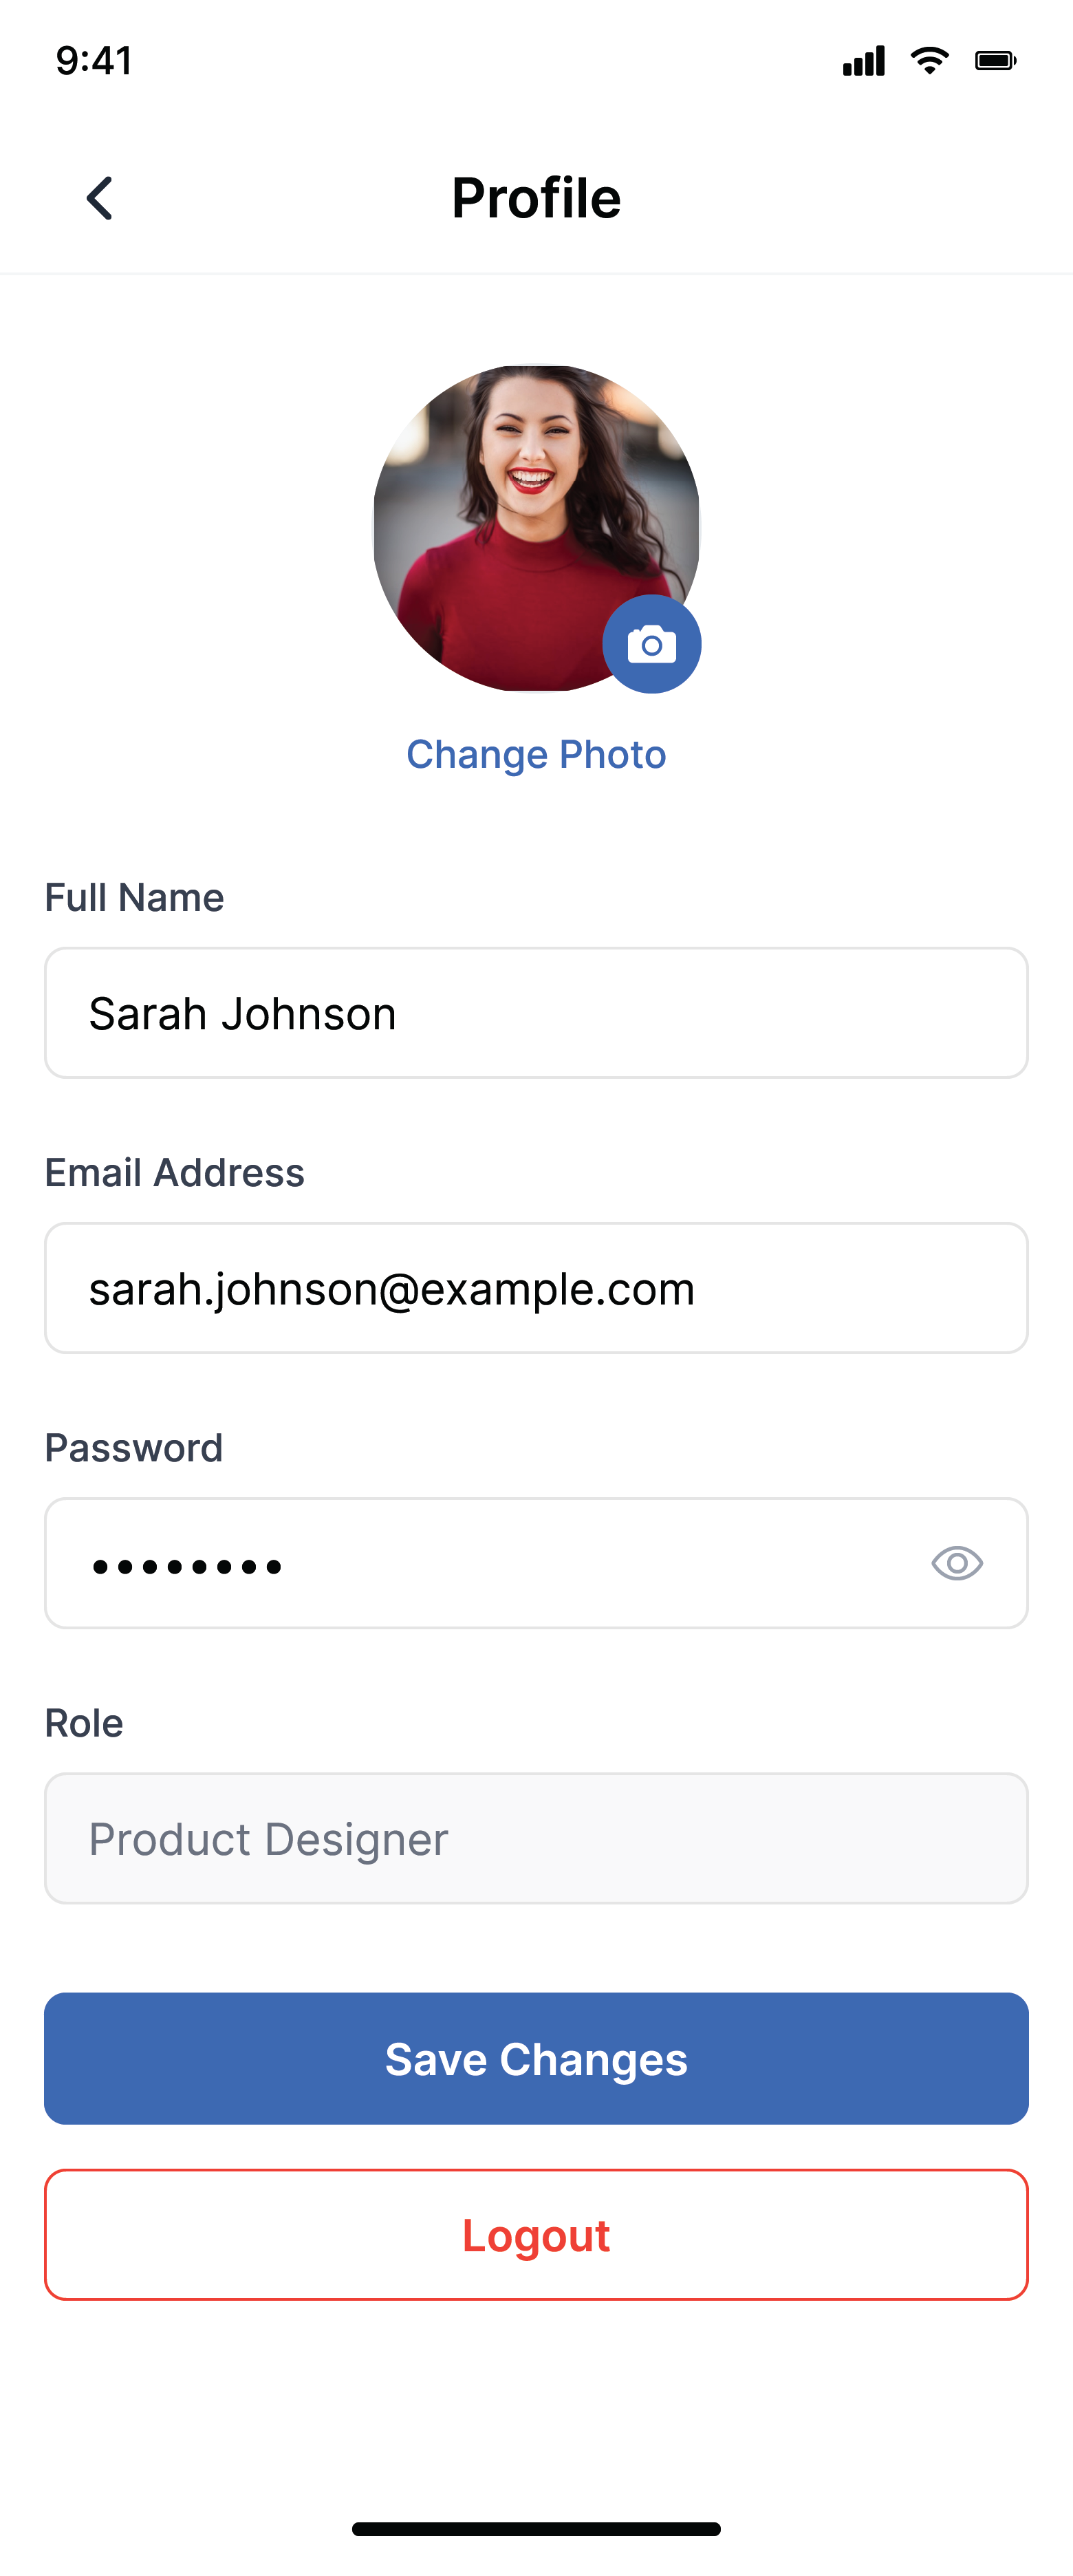 9:41
Profile
Change Photo
Full Name
Sarah Johnson
Email Address
sarah.johnson@example.com
Password
••••••••
Role
Product Designer
Save Changes
Logout